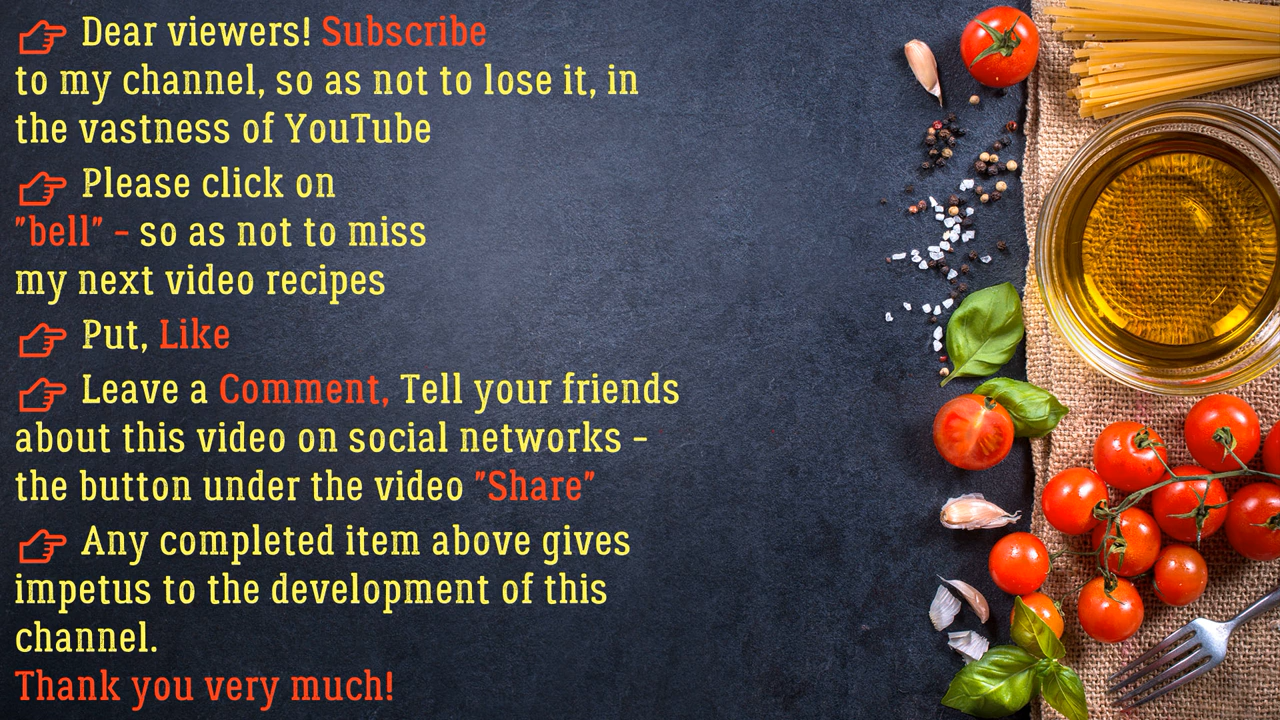 Dear viewers! Subscribe
to my channel, so as not to lose it, in
the vastness of YouTube
Please click on
"bell" - so as not to miss
my next video recipes
Put, Like
Leave a Comment, Tell your friends
about this video on social networks -
the button under the video "Share"
Any completed item above gives
impetus to the development of this
channel.
Thank you very much!